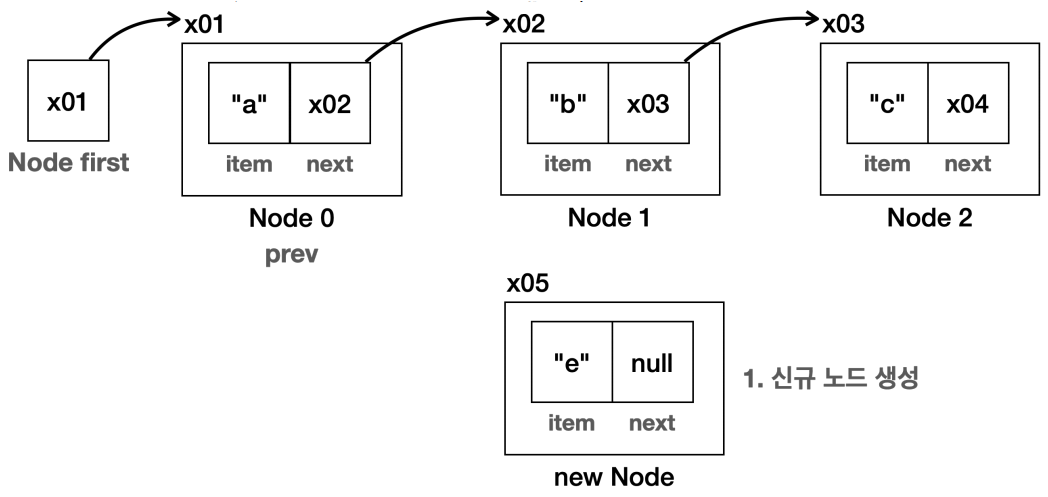 x01 x02 x03
x01 "a" x02 "b" x03 "c" x04
Node first item next item next item next
Node 0 Node 1 Node 2
prev
x05
"e" null
1. 신규 노드 생성
item next
new Node